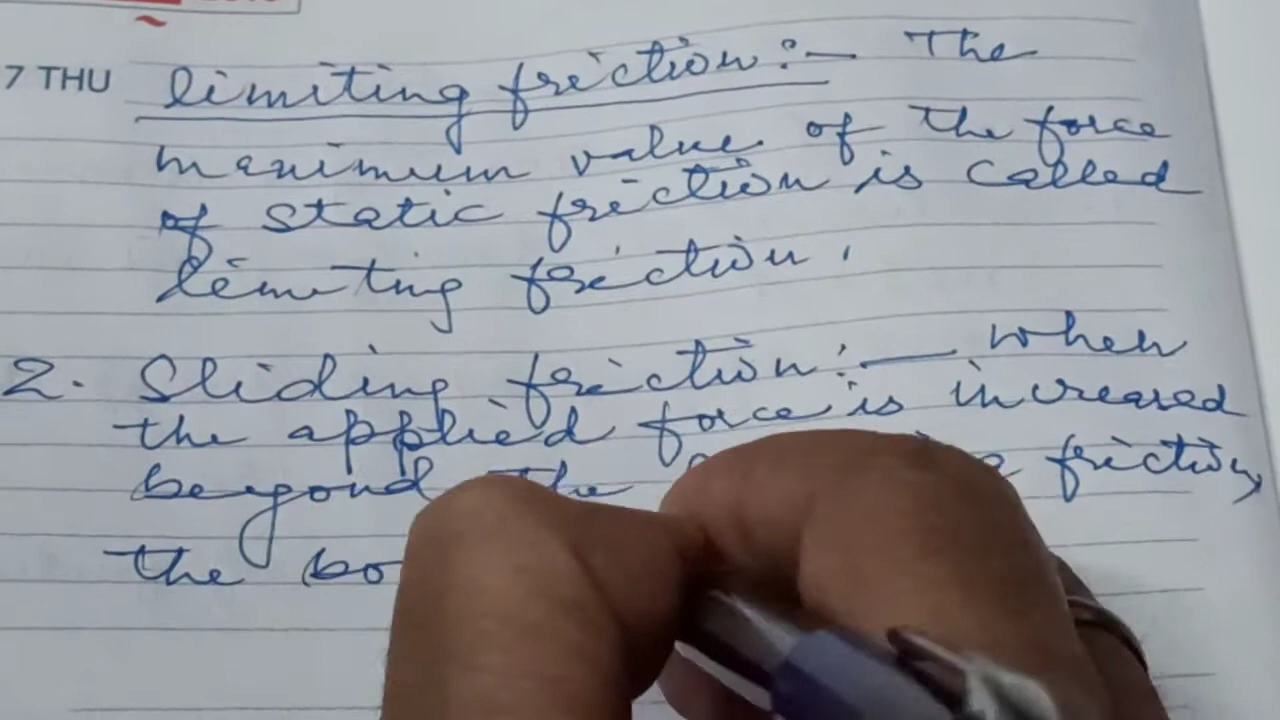 7 THU
limiting friction :- The
maximum value of the force
of static friction is called
limiting friction.
2. Sliding friction :- when
the applied force is increased
beyond the friction,
the bo